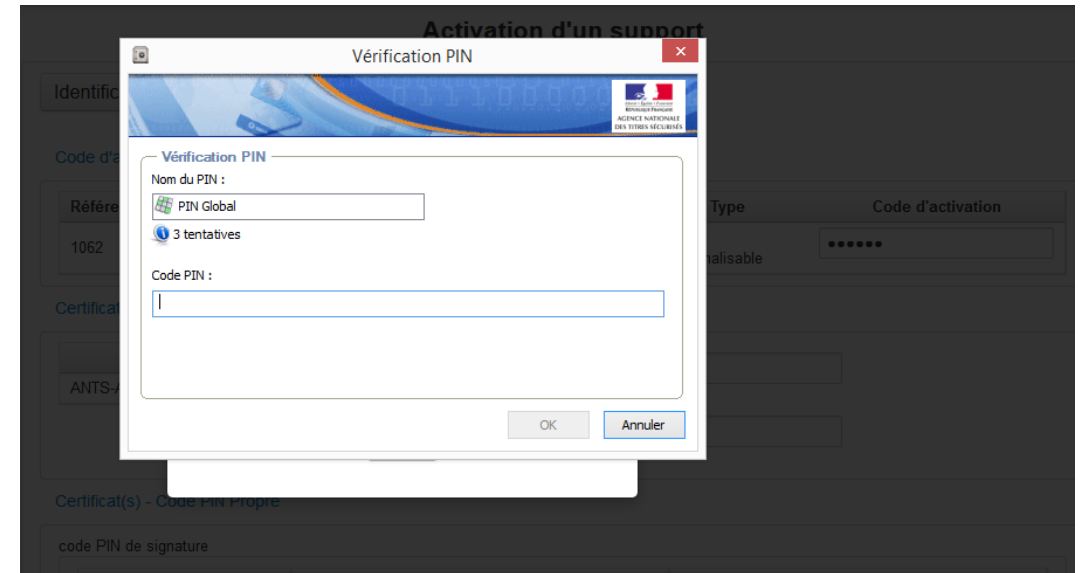 Activation d'un support
Vérification PIN
Identific
AGENCE NATIONALE
DES TITRES SÉCURISÉS
Code d'a
Vérification PIN
Nom du PIN :
Référe
PIN Global
Type
Code d'activation
3 tentatives
1062
nalisable
Code PIN :
Certificat
ANTS-A
OK
Annuler
Certificat(s) - Code PIN Propre
code PIN de signature